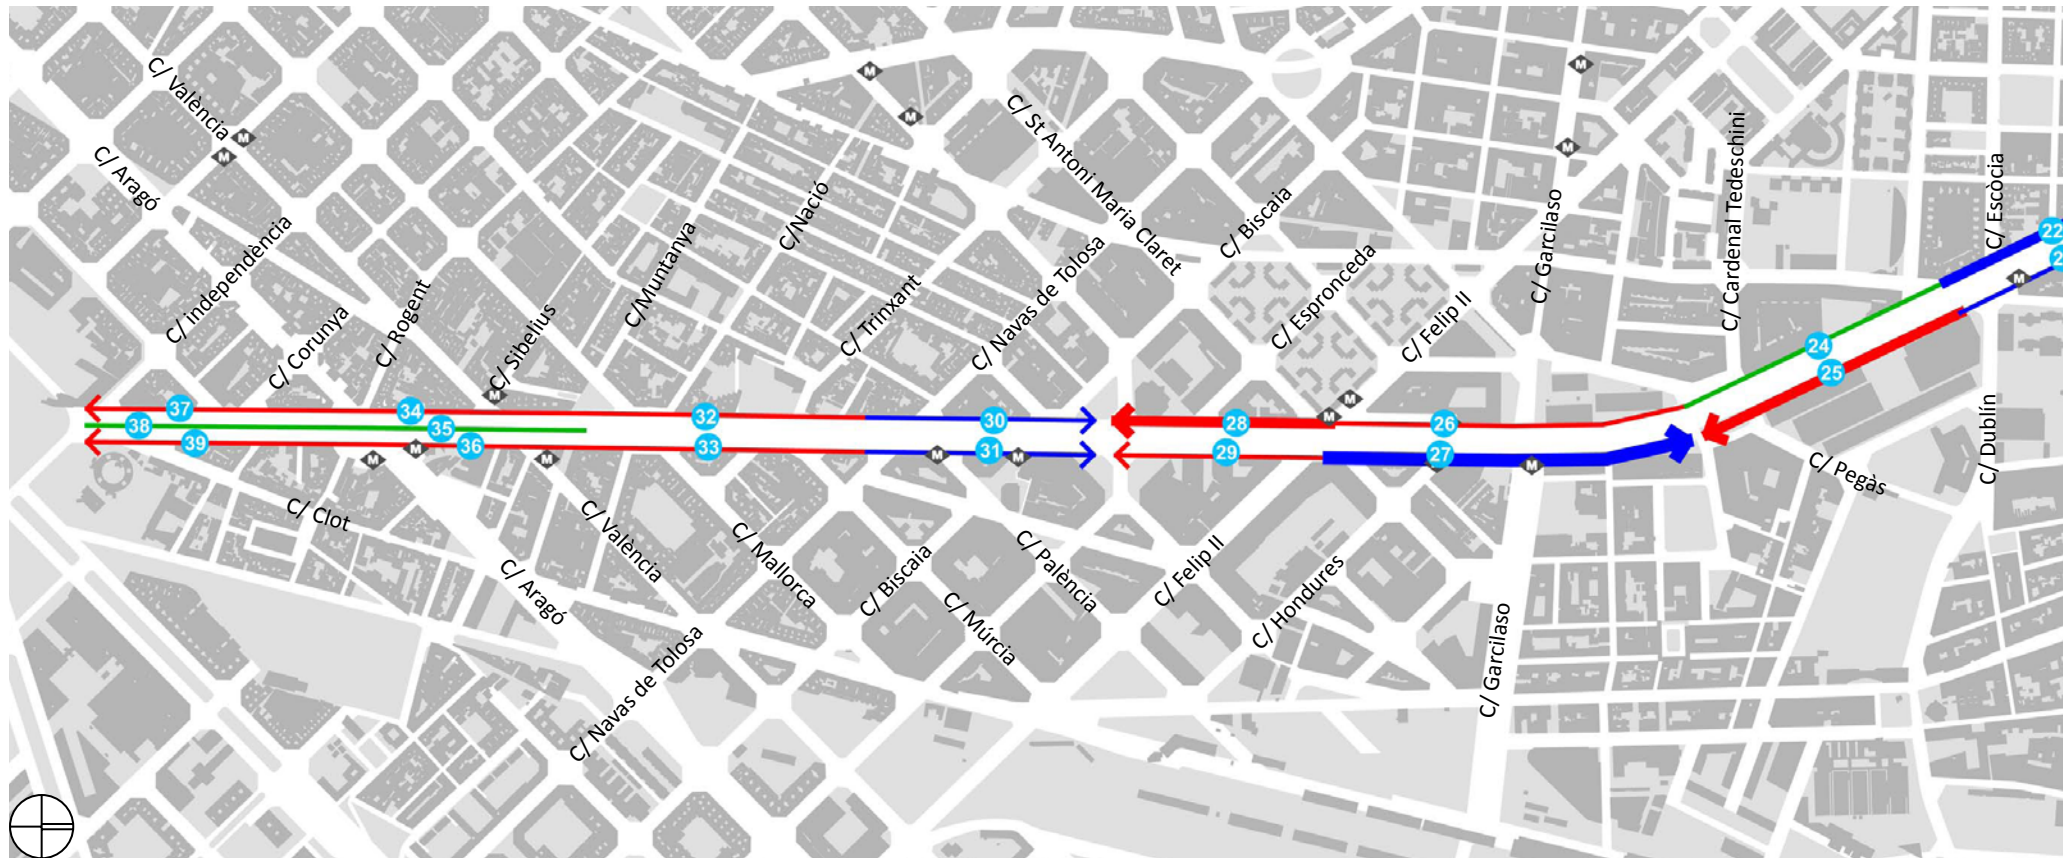 C/ València
C/ Aragó
C/ independència
C/ Corunya
C/ Rogent
C/ Sibelius
C/Muntanya
C/Nació
C/ Trinxant
C/ Navas de Tolosa
C/ St Antoni Maria Claret
C/ Biscaia
C/ Espronceda
C/ Felip II
C/ Garcilaso
C/ Cardenal Tedeschini
C/ Escòcia
M
M
M
M
M
M
22
M
24
25
37
34
32
30
28
26
38
35
39
36
33
31
29
27
M
M
M
M
M
M
M
M
M
C/ Clot
C/ València
C/ Aragó
C/ Navas de Tolosa
C/ Mallorca
C/ Biscaia
C/ Múrcia
C/ Palència
C/ Felip II
C/ Hondures
C/ Garcilaso
C/ Pegàs
C/ Dublín